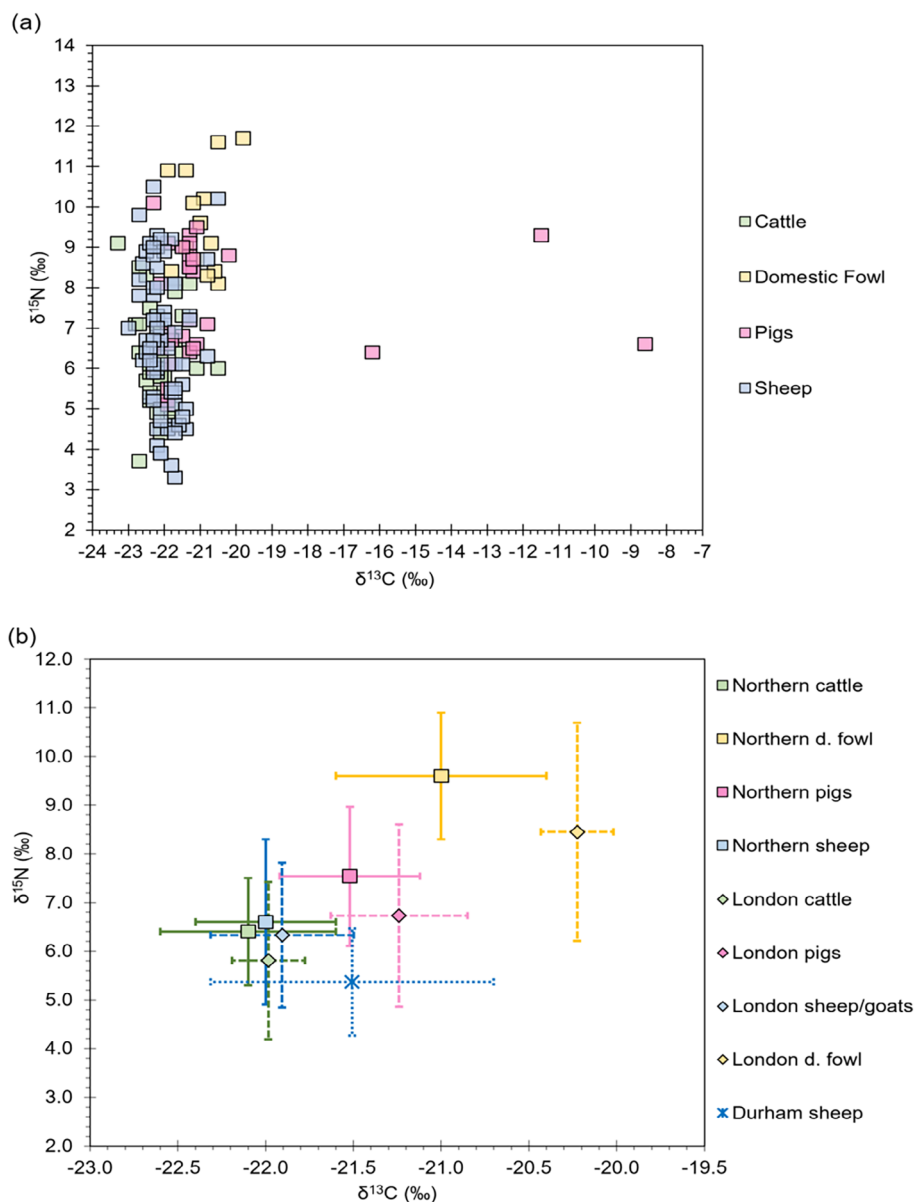 (a)
14
13
12
11
10
9
8
7
6
5
4
3
2
δ15N (‰)
-24 -23 -22 -21 -20 -19 -18 -17 -16 -15 -14 -13 -12 -11 -10 -9 -8 -7
δ13C (‰)
Cattle
Domestic Fowl
Pigs
Sheep
(b)
12.0
11.0
10.0
9.0
8.0
7.0
6.0
5.0
4.0
3.0
2.0
δ15N (‰)
-23.0 -22.5 -22.0 -21.5 -21.0 -20.5 -20.0 -19.5
δ13C (‰)
Northern cattle
Northern d. fowl
Northern pigs
Northern sheep
London cattle
London pigs
London sheep/goats
London d. fowl
Durham sheep